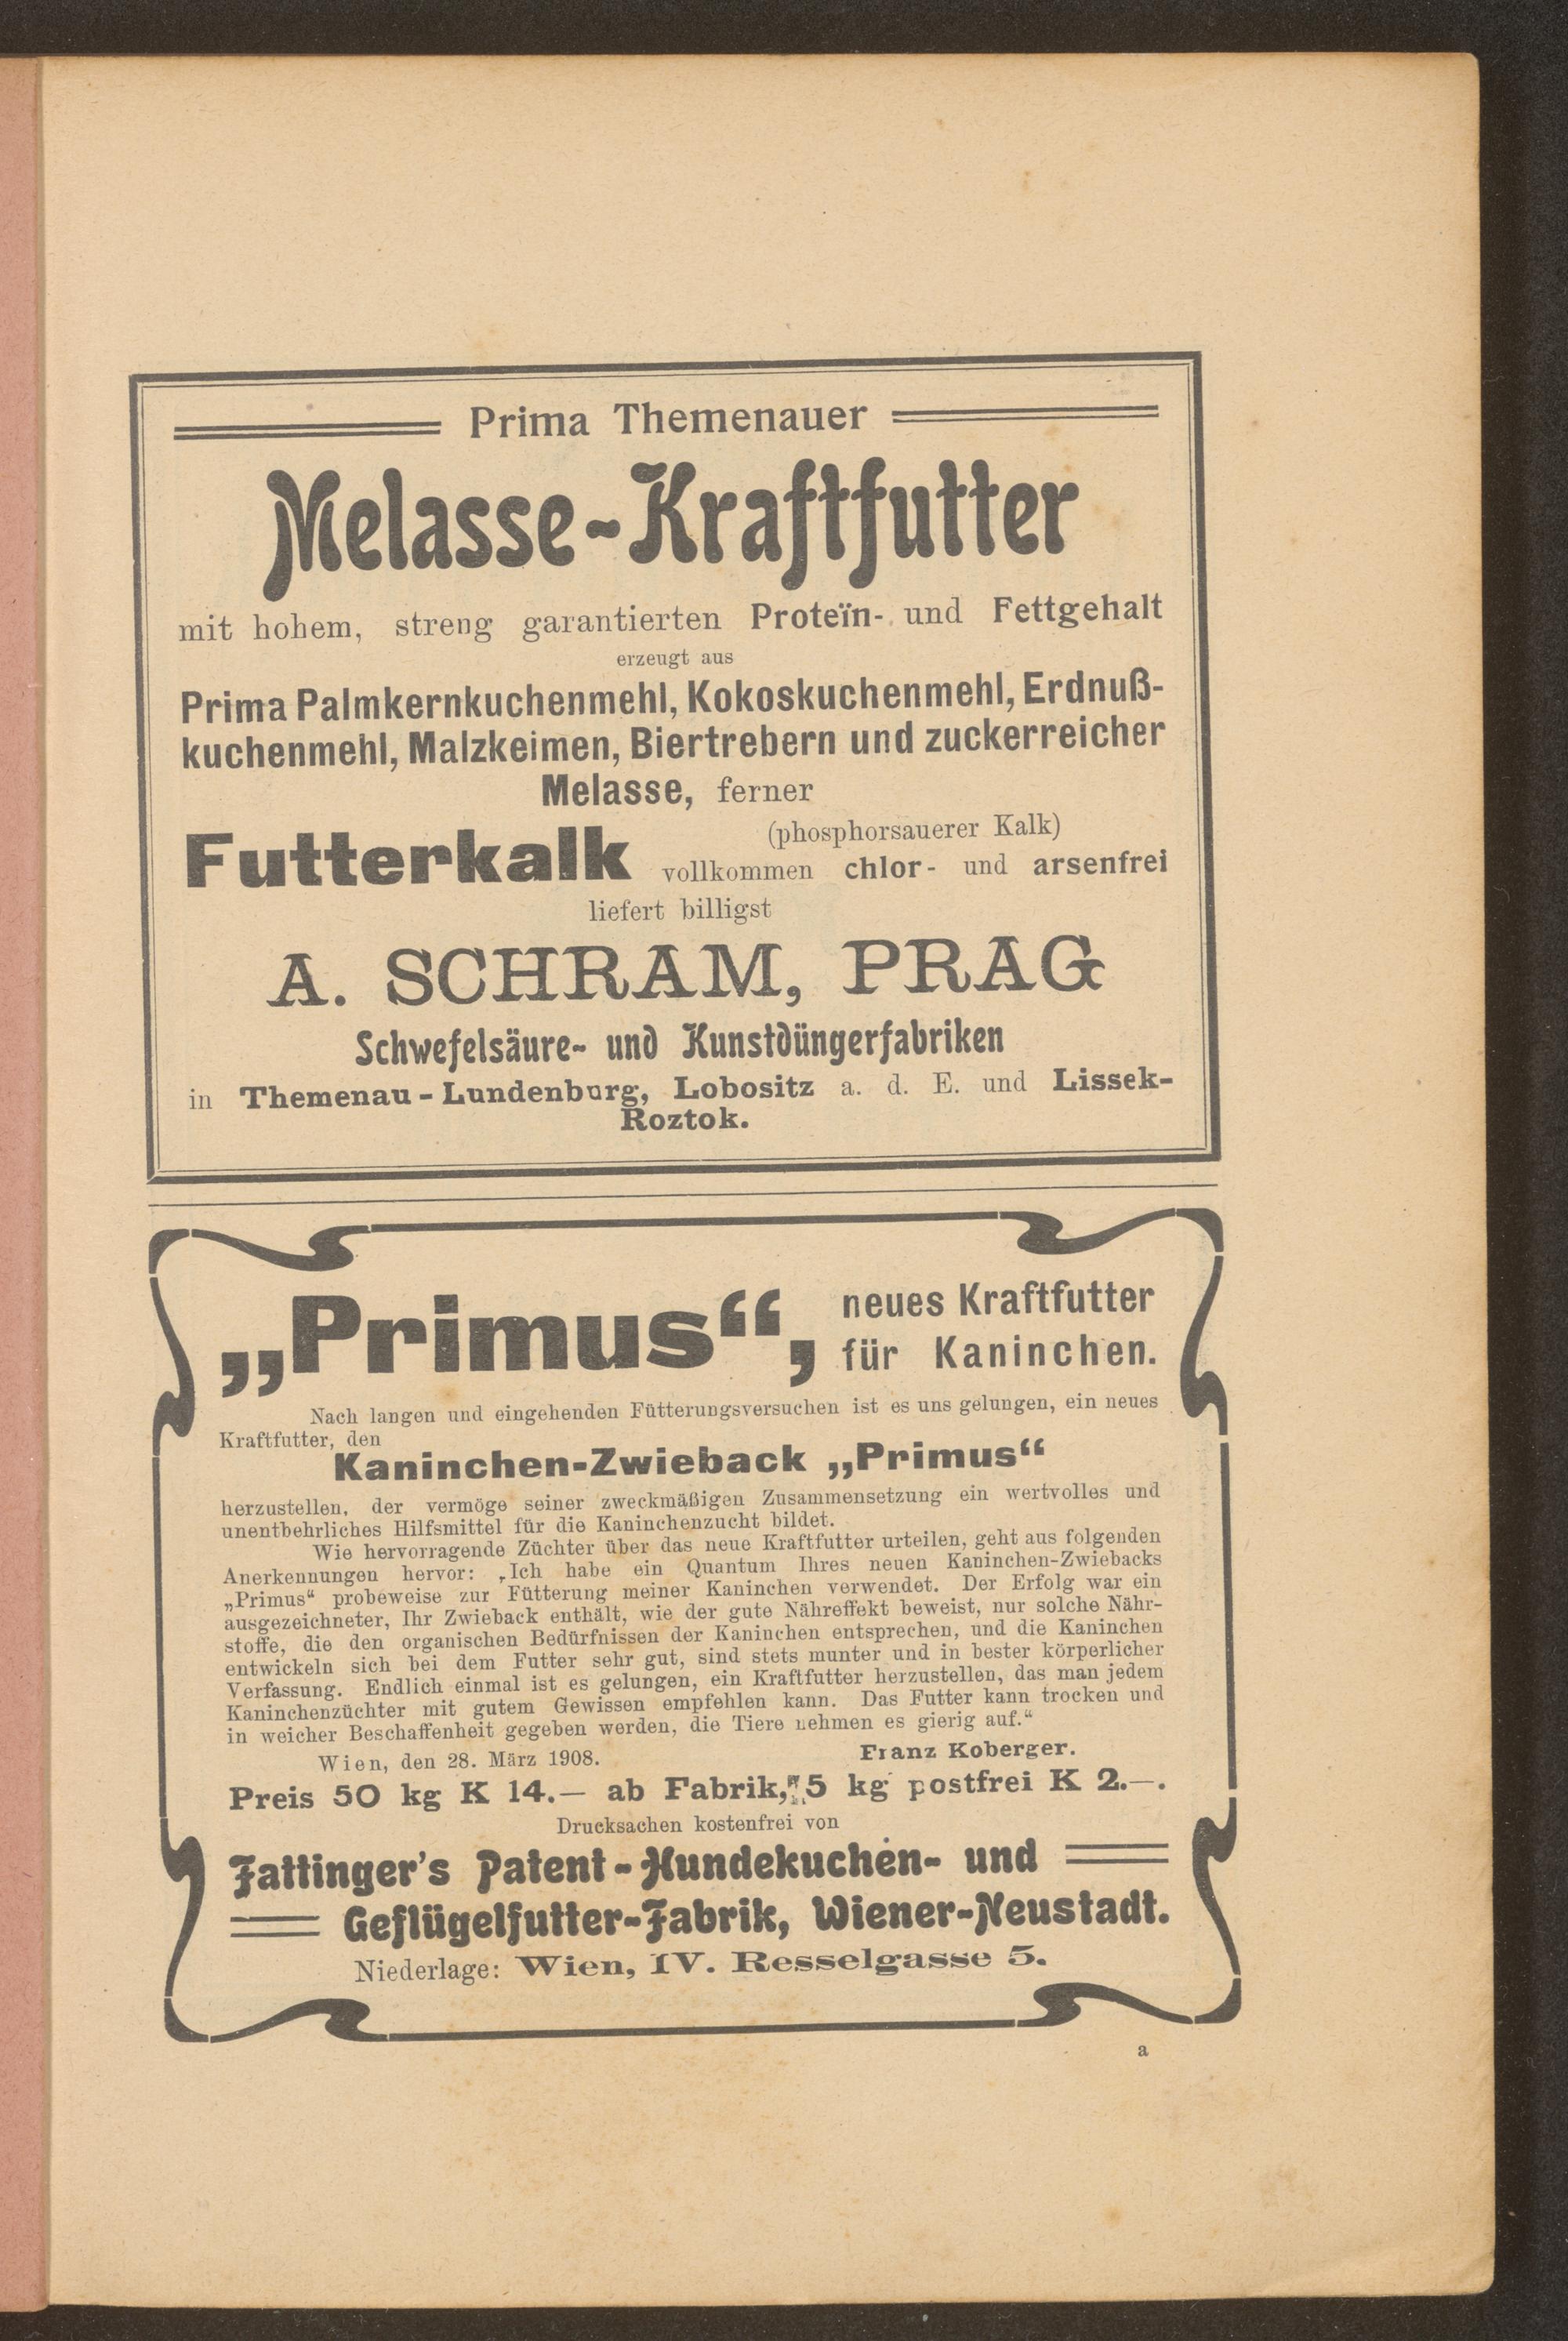 Prima Themenauer
Melasse-Kraftfutter
mit hohem, streng garantierten Proteïn- und Fettgehalt
erzeugt aus
Prima Palmkernkuchenmehl, Kokoskuchenmehl, Erdnuß-
kuchenmehl, Malzkeimen, Biertrebern und zuckerreicher
Melasse, ferner
Futterkalk (phosphorsauerer Kalk)
vollkommen chlor- und arsenfrei
liefert billigst
A. SCHRAM, PRAG
Schwefelsäure- und Kunstdüngerfabriken
in Themenau - Lundenburg, Lobositz a. d. E. und Lissek-
Roztok.
„Primus“, neues Kraftfutter
für Kaninchen.
Nach langen und eingehenden Fütterungsversuchen ist es uns gelungen, ein neues
Kraftfutter, den
Kaninchen-Zwieback „Primus“
herzustellen, der vermöge seiner zweckmäßigen Zusammensetzung ein wertvolles und
unentbehrliches Hilfsmittel für die Kaninchenzucht bildet.
Wie hervorragende Züchter über das neue Kraftfutter urteilen, geht aus folgenden
Anerkennungen hervor: „Ich habe ein Quantum Ihres neuen Kaninchen-Zwiebacks
„Primus“ probeweise zur Fütterung meiner Kaninchen verwendet. Der Erfolg war ein
ausgezeichneter, Ihr Zwieback enthält, wie der gute Nähreffekt beweist, nur solche Nähr-
stoffe, die den organischen Bedürfnissen der Kaninchen entsprechen, und die Kaninchen
entwickeln sich bei dem Futter sehr gut, sind stets munter und in bester körperlicher
Verfassung. Endlich einmal ist es gelungen, ein Kraftfutter herzustellen, das man jedem
Kaninchenzüchter mit gutem Gewissen empfehlen kann. Das Futter kann trocken und
in weicher Beschaffenheit gegeben werden, die Tiere nehmen es gierig auf.“
Wien, den 28. März 1908. Franz Koberger.
Preis 50 kg K 14.— ab Fabrik, 5 kg postfrei K 2.—.
Drucksachen kostenfrei von
Fattinger's Patent-Hundekuchen- und
Geflügelfutter-Fabrik, Wiener-Neustadt.
Niederlage: Wien, IV. Resselgasse 5.
a